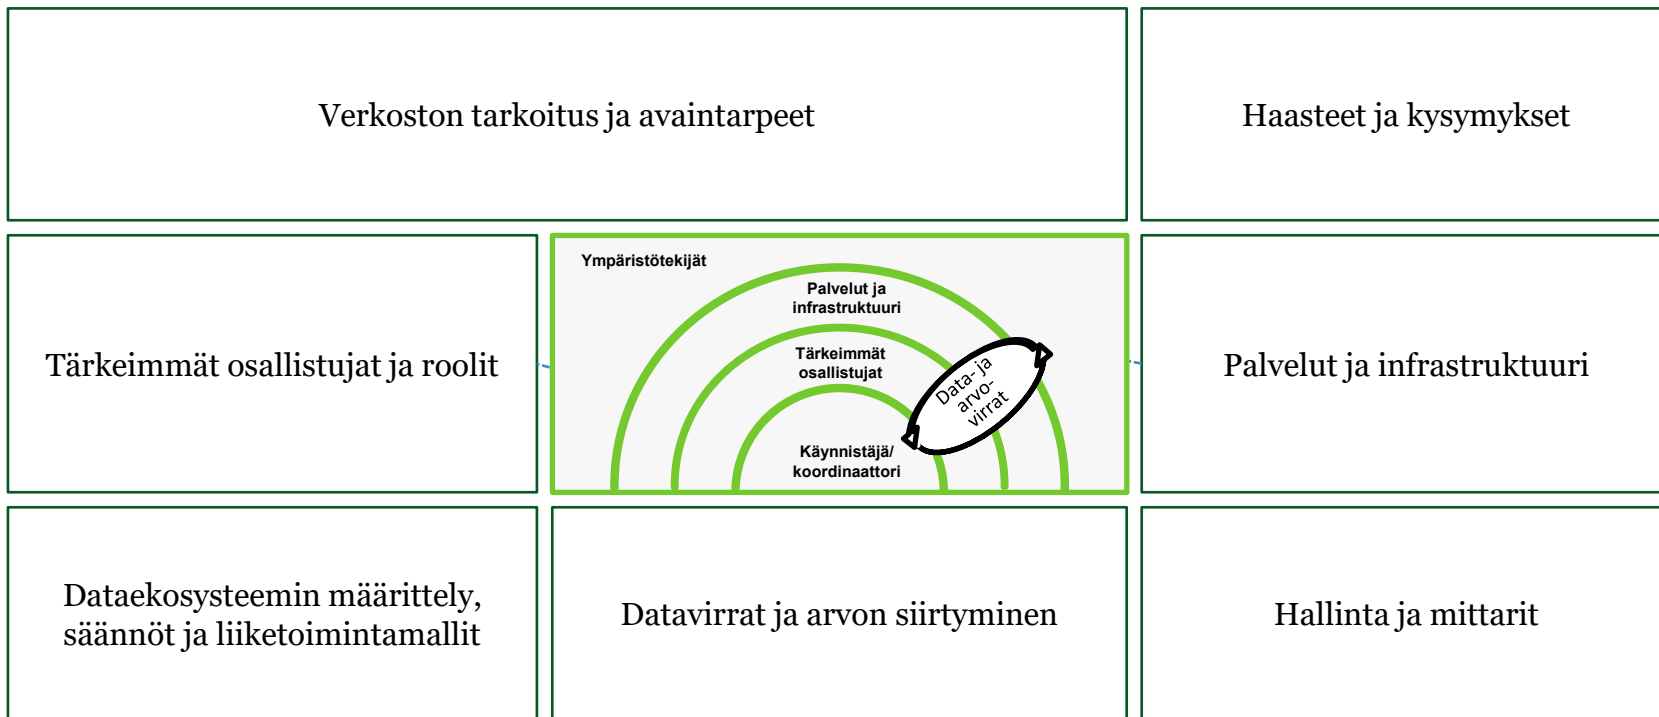 Verkoston tarkoitus ja avaintarpeet
Haasteet ja kysymykset
Tärkeimmät osallistujat ja roolit
Ympäristötekijät
Palvelut ja
infrastruktuuri
Tärkeimmät
osallistujat
Data- ja
arvo-
virrat
Käynnistäjä/
koordinaattori
Palvelut ja infrastruktuuri
Dataekosysteemin määrittely,
säännöt ja liiketoimintamallit
Datavirrat ja arvon siirtyminen
Hallinta ja mittarit